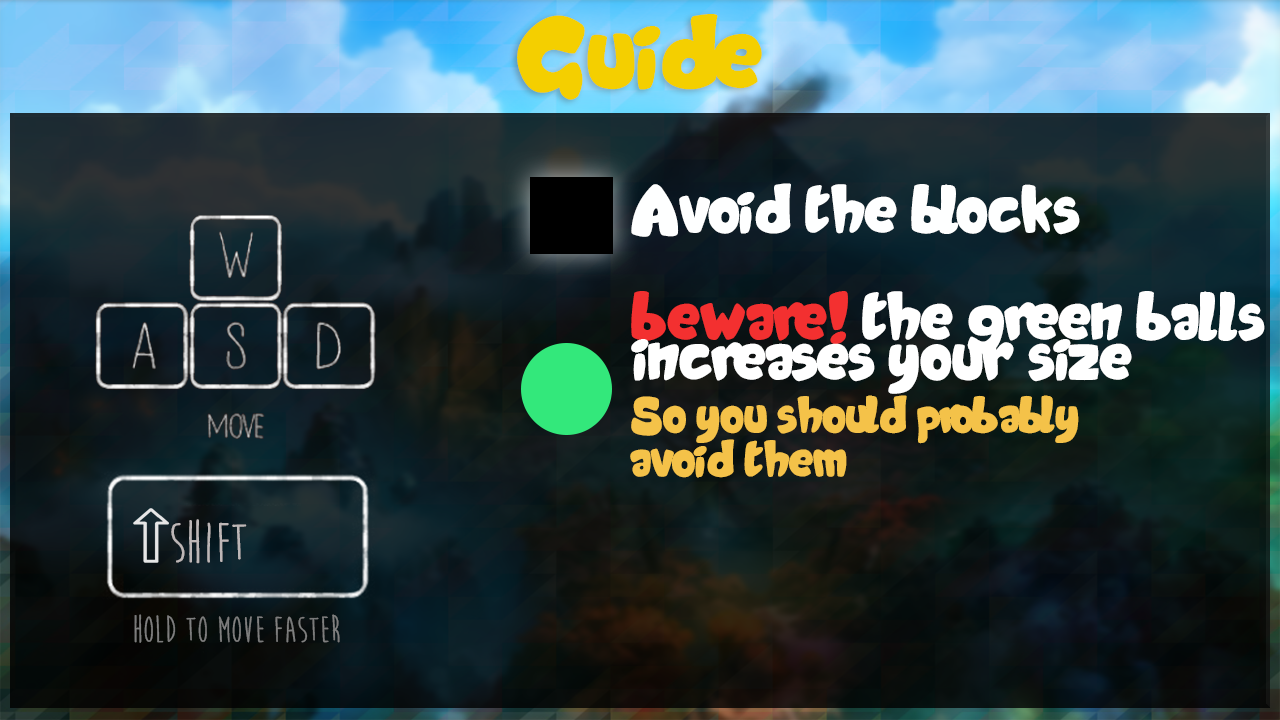 Guide
W
A S D
MOVE
SHIFT
HOLD TO MOVE FASTER
Avoid the blocks
beware! the green balls
increases your size
So you should probably
avoid them